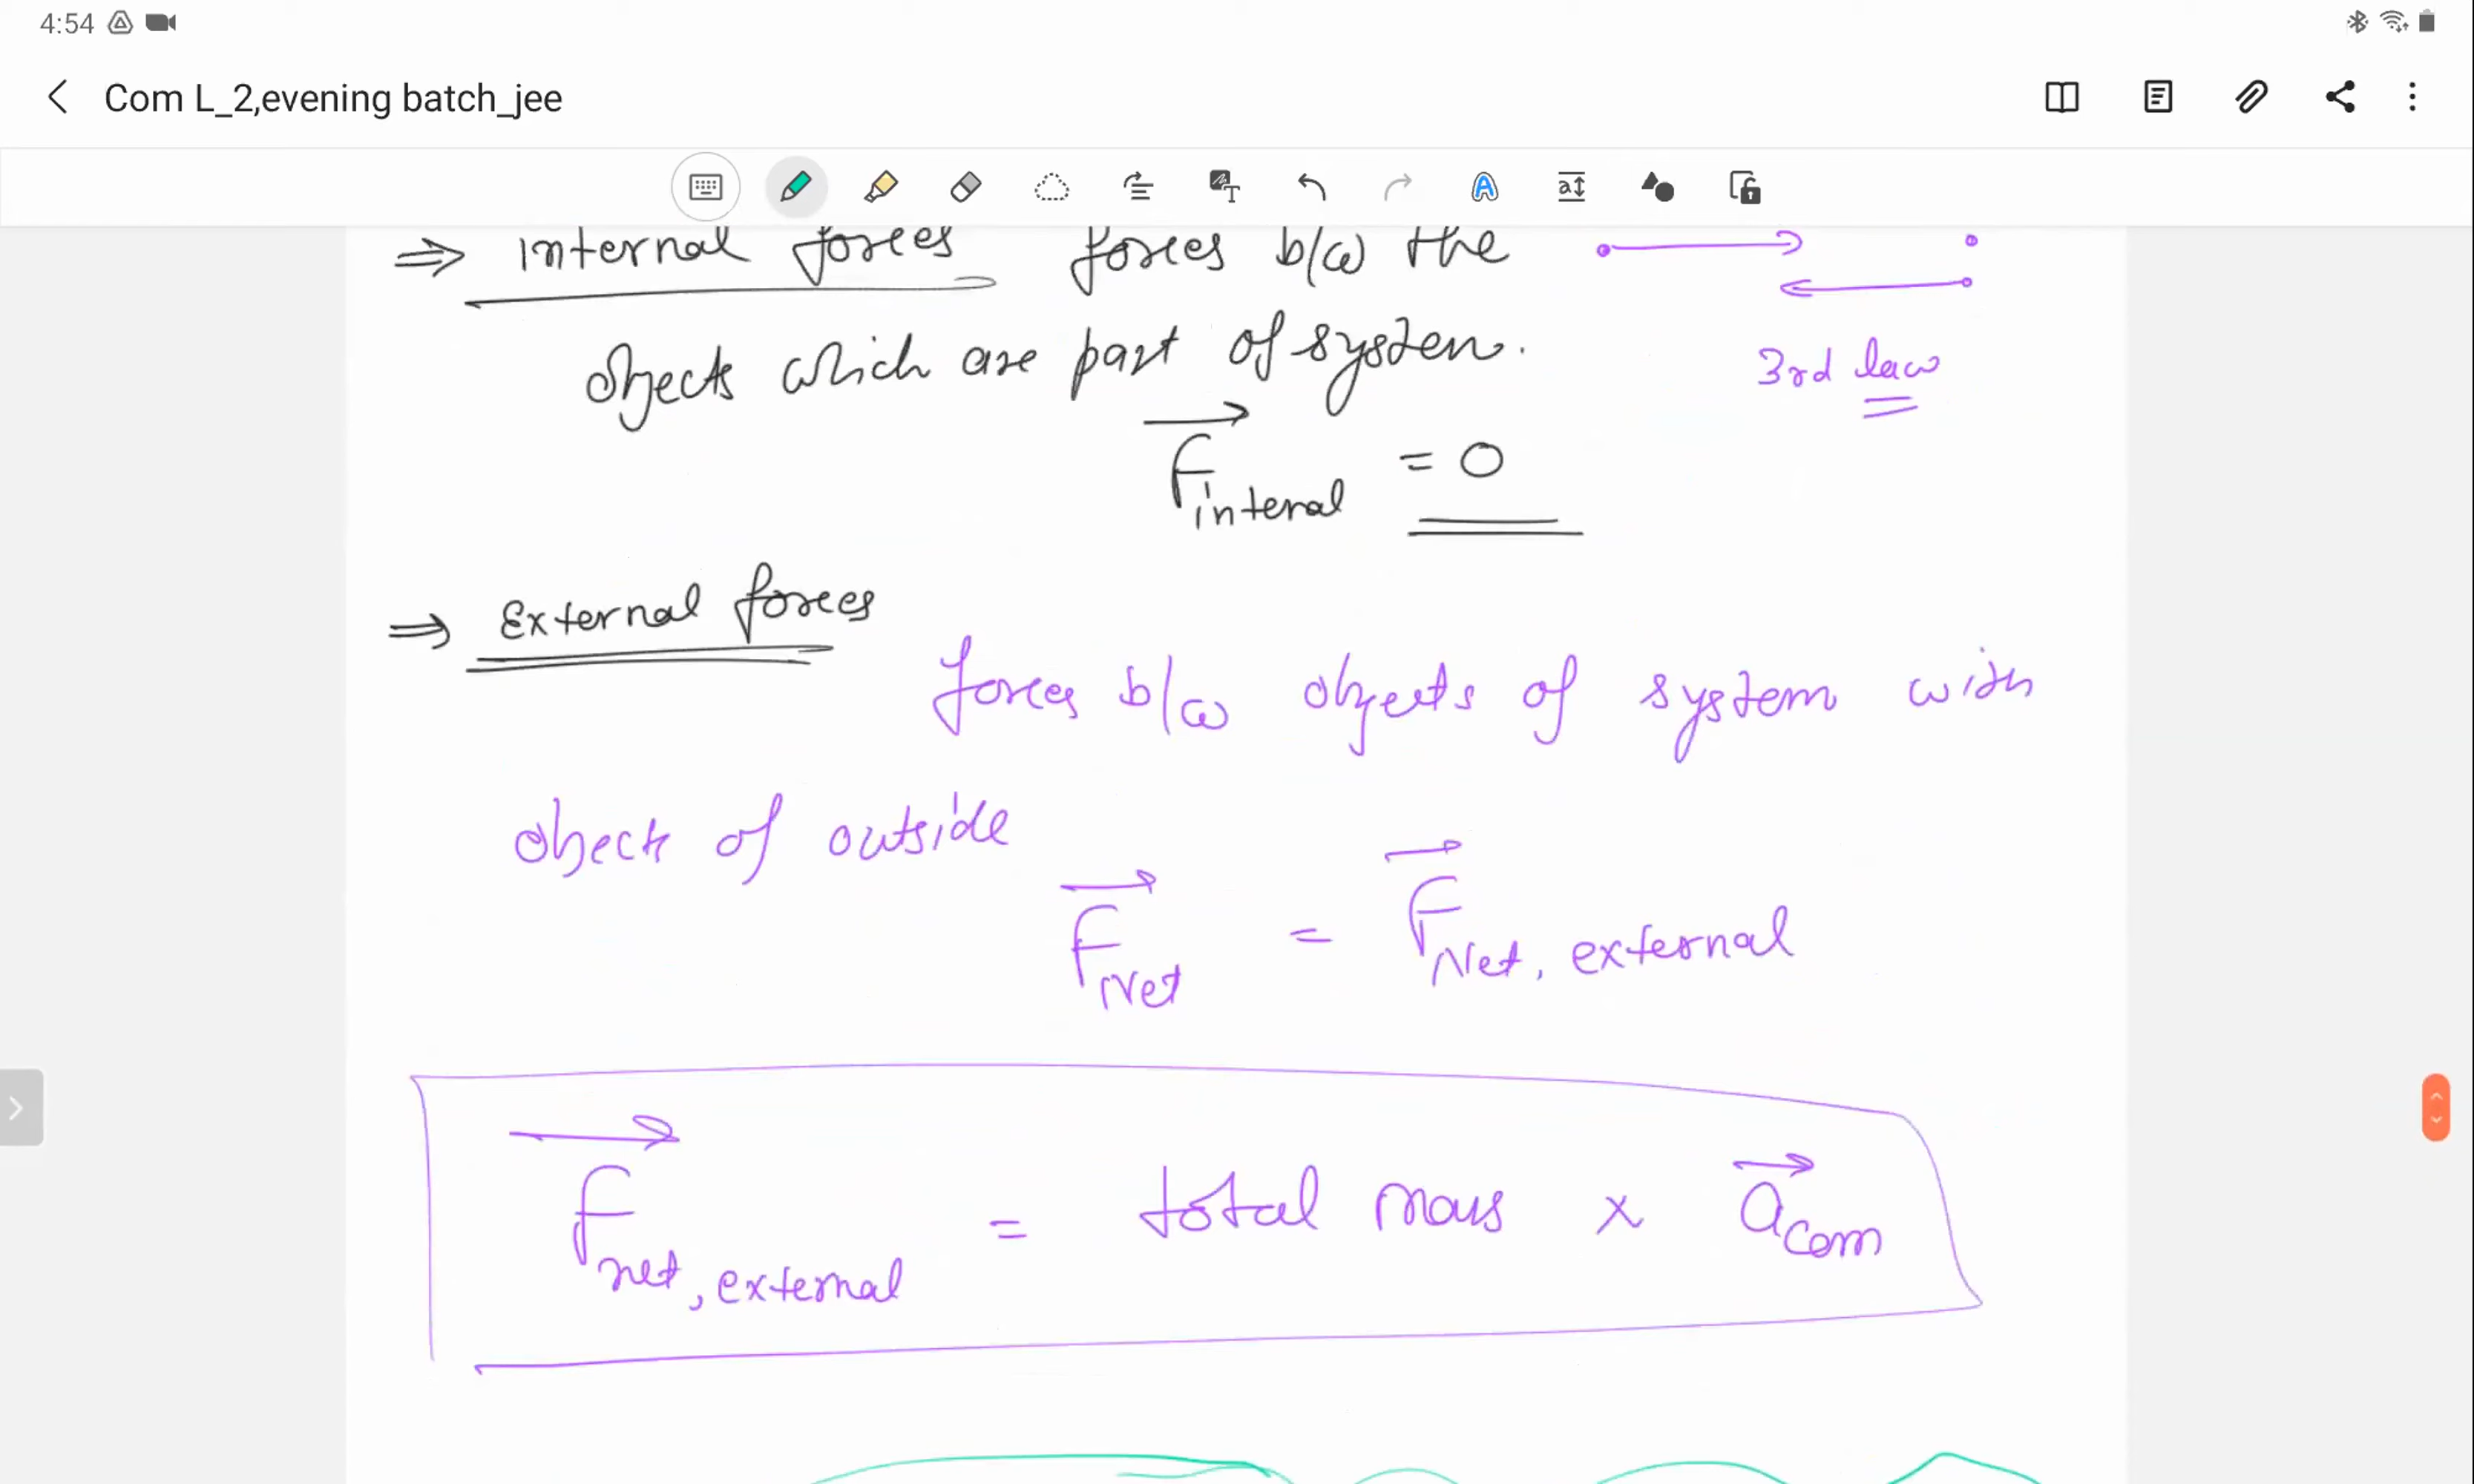 4:54
Com L_2,evening batch_jee
⇒ internal forces forces b/w the
objects which are part of system.
3rd law
F⃗internal = 0
⇒ External forces
forces b/w objects of system with
object of outside
F⃗Net = F⃗Net, external
F⃗net, external = total mass × a⃗com